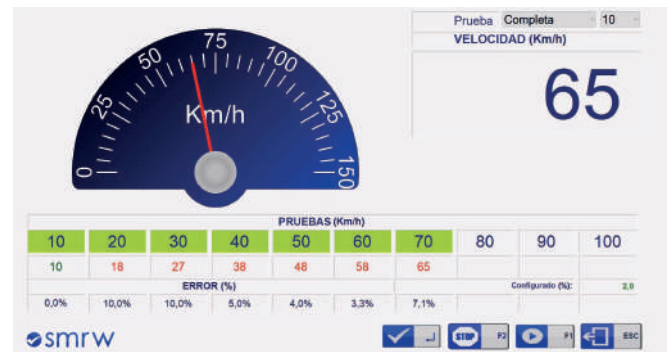 Prueba Completa 10
VELOCIDAD (Km/h)
65
0 25 50 75 100 125 150
Km/h
PRUEBAS (Km/h)
10 20 30 40 50 60 70 80 90 100
10 18 27 38 48 58 65
ERROR (%) Configurado (%): 2,0
0,0% 10,0% 10,0% 5,0% 4,0% 3,3% 7,1%
smrw STOP F2 F1 ESC